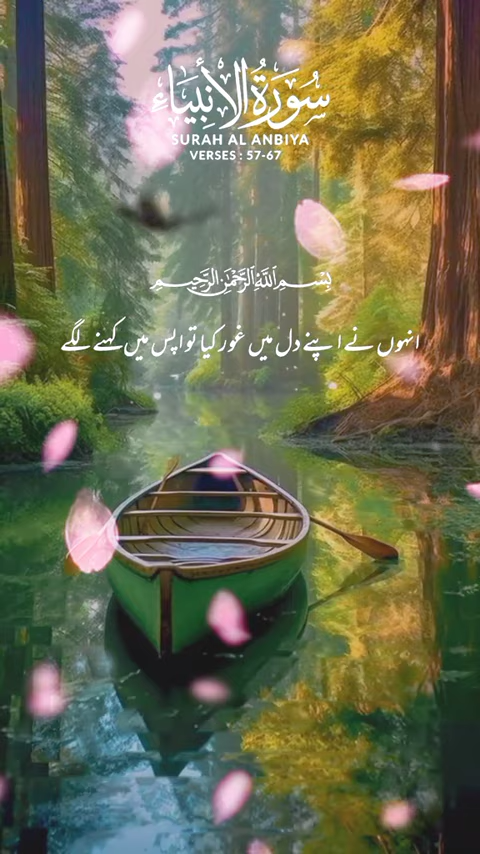 سُورَةُ الأَنبِيَاء
SURAH AL ANBIYA
VERSES : 57-67
بِسْمِ اللَّهِ الرَّحْمَٰنِ الرَّحِيمِ
انہوں نے اپنے دل میں غور کیا تو آپس میں کہنے لگے